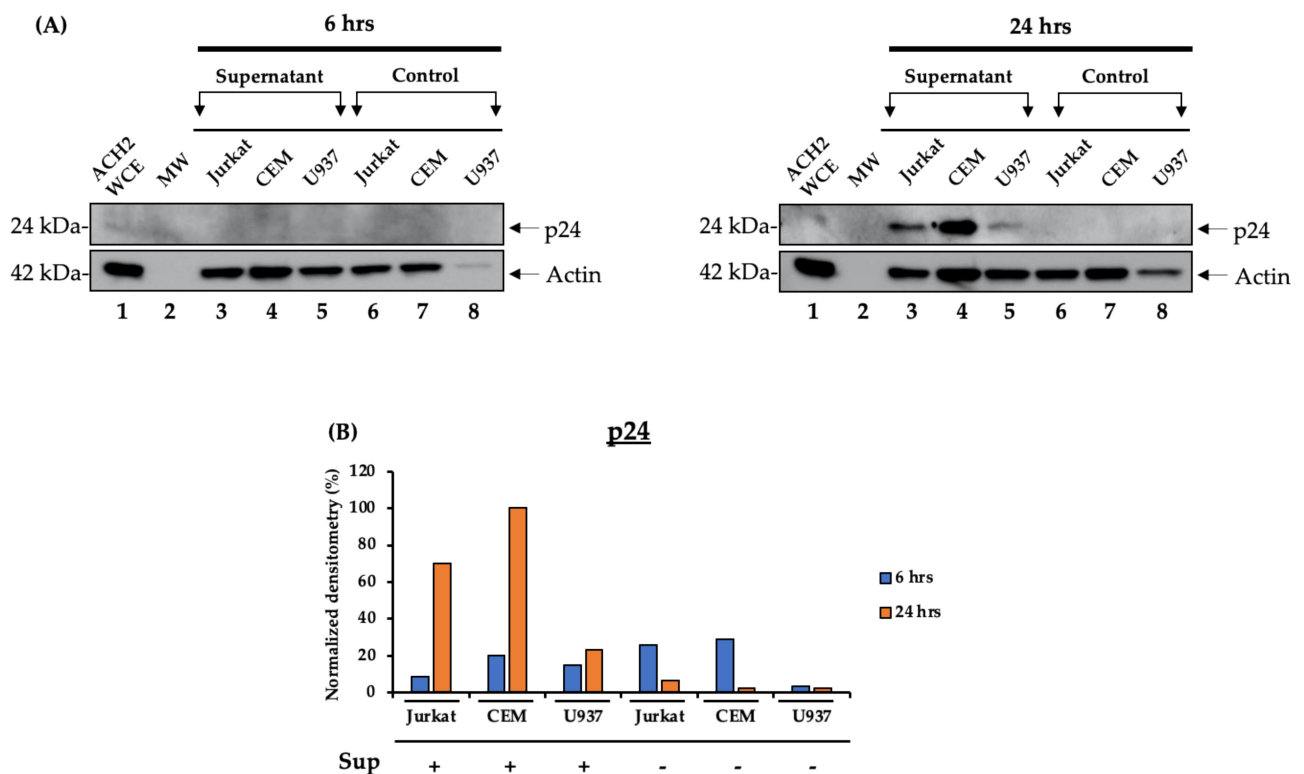 (A)
6 hrs
Supernatant Control
ACH2 WCE MW Jurkat CEM U937 Jurkat CEM U937
24 kDa- p24
42 kDa- Actin
1 2 3 4 5 6 7 8
24 hrs
Supernatant Control
ACH2 WCE MW Jurkat CEM U937 Jurkat CEM U937
24 kDa- p24
42 kDa- Actin
1 2 3 4 5 6 7 8
(B)
p24
Normalized densitometry (%)
120
100
80
60
40
20
0
6 hrs
24 hrs
Jurkat CEM U937 Jurkat CEM U937
Sup + + + - - -